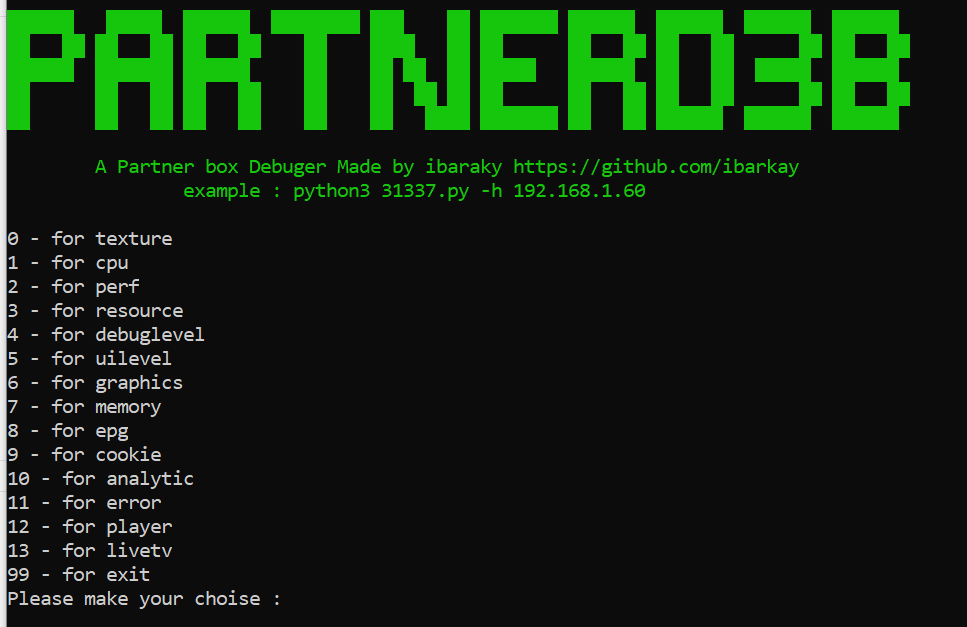 PARTNERD3B
A Partner box Debuger Made by ibaraky https://github.com/ibarkay
example : python3 31337.py -h 192.168.1.60
0 - for texture
1 - for cpu
2 - for perf
3 - for resource
4 - for debuglevel
5 - for uilevel
6 - for graphics
7 - for memory
8 - for epg
9 - for cookie
10 - for analytic
11 - for error
12 - for player
13 - for livetv
99 - for exit
Please make your choise :